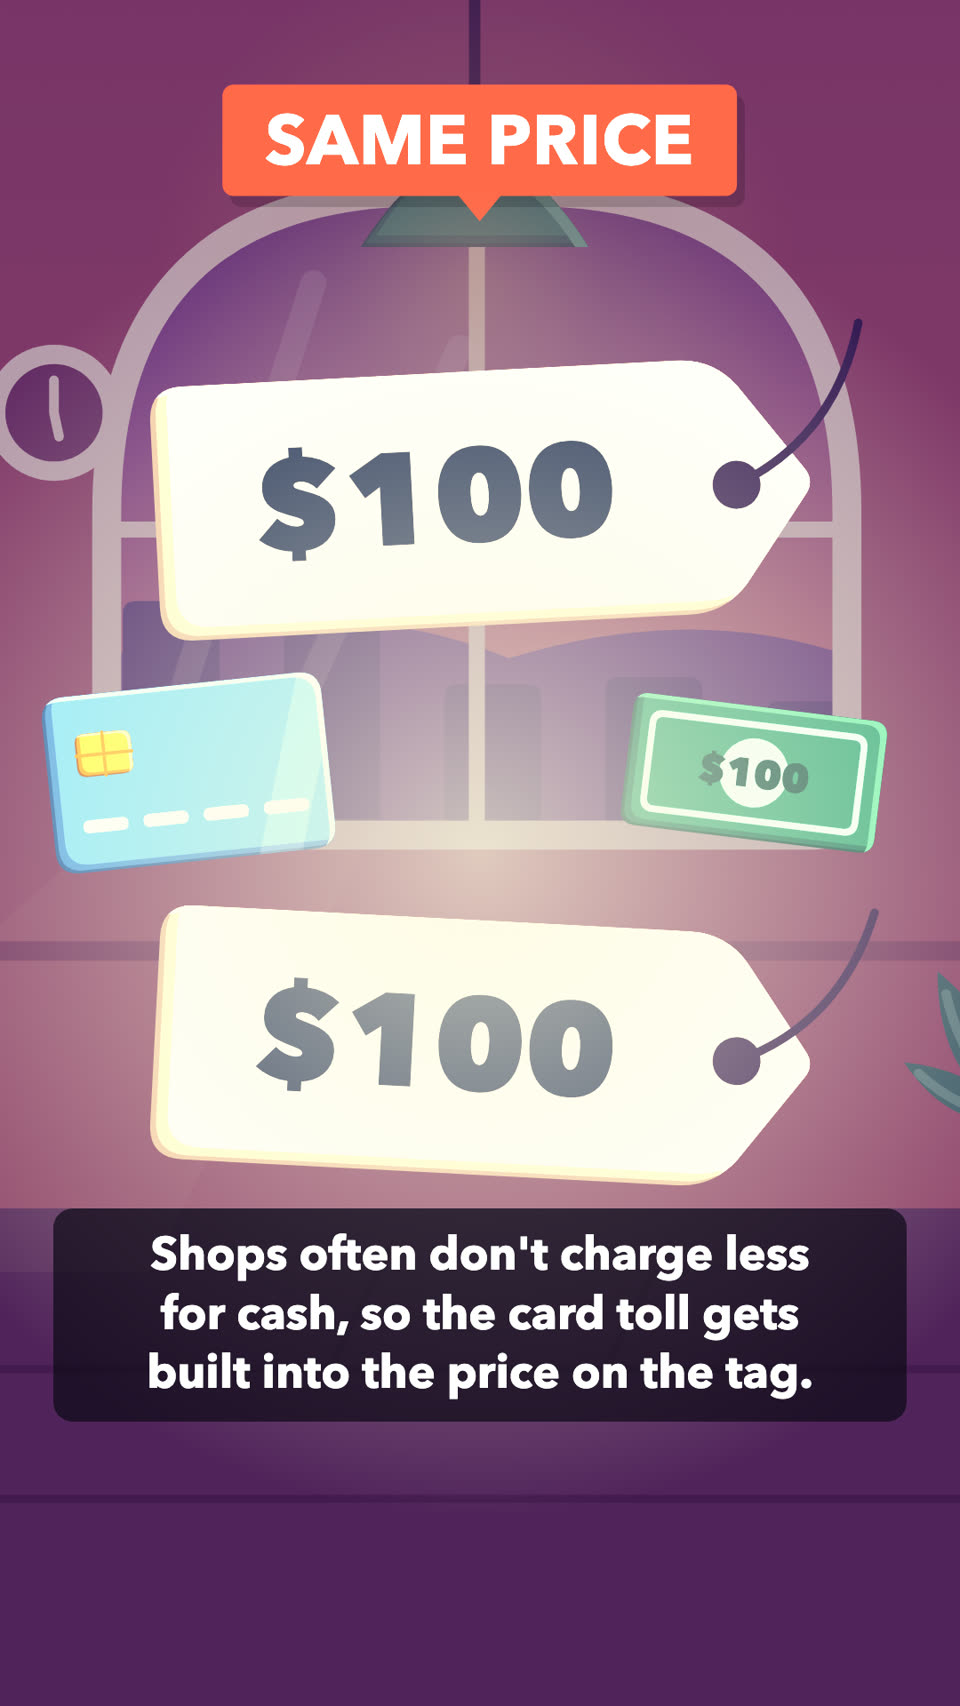 SAME PRICE
$100
$100
$100
Shops often don't charge less
for cash, so the card toll gets
built into the price on the tag.